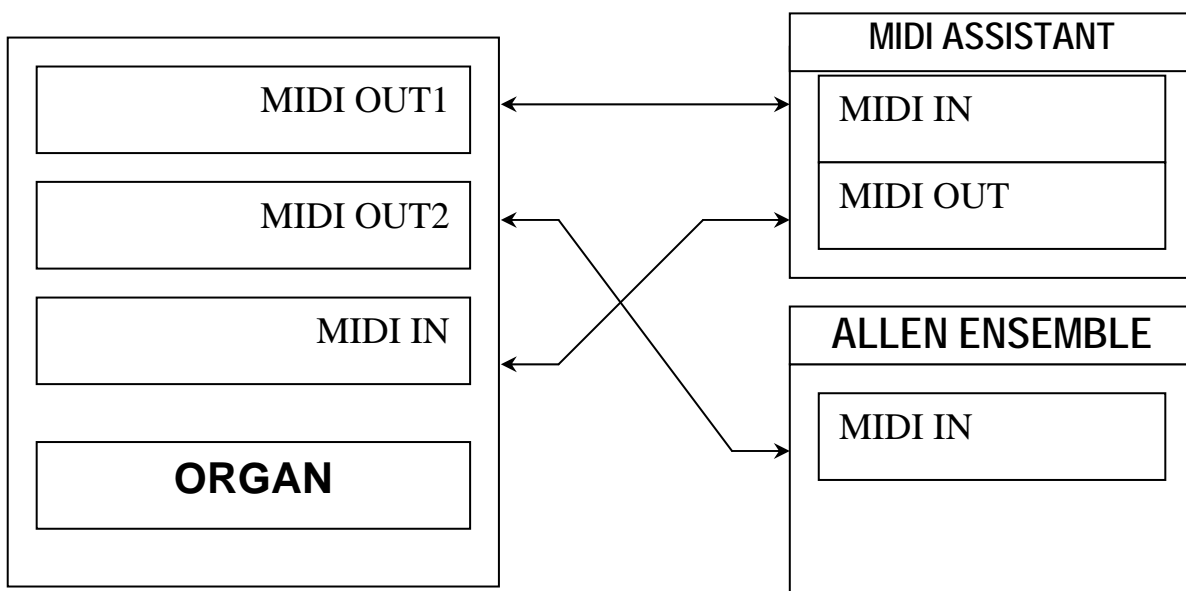 MIDI OUT1
MIDI OUT2
MIDI IN
ORGAN
MIDI ASSISTANT
MIDI IN
MIDI OUT
ALLEN ENSEMBLE
MIDI IN